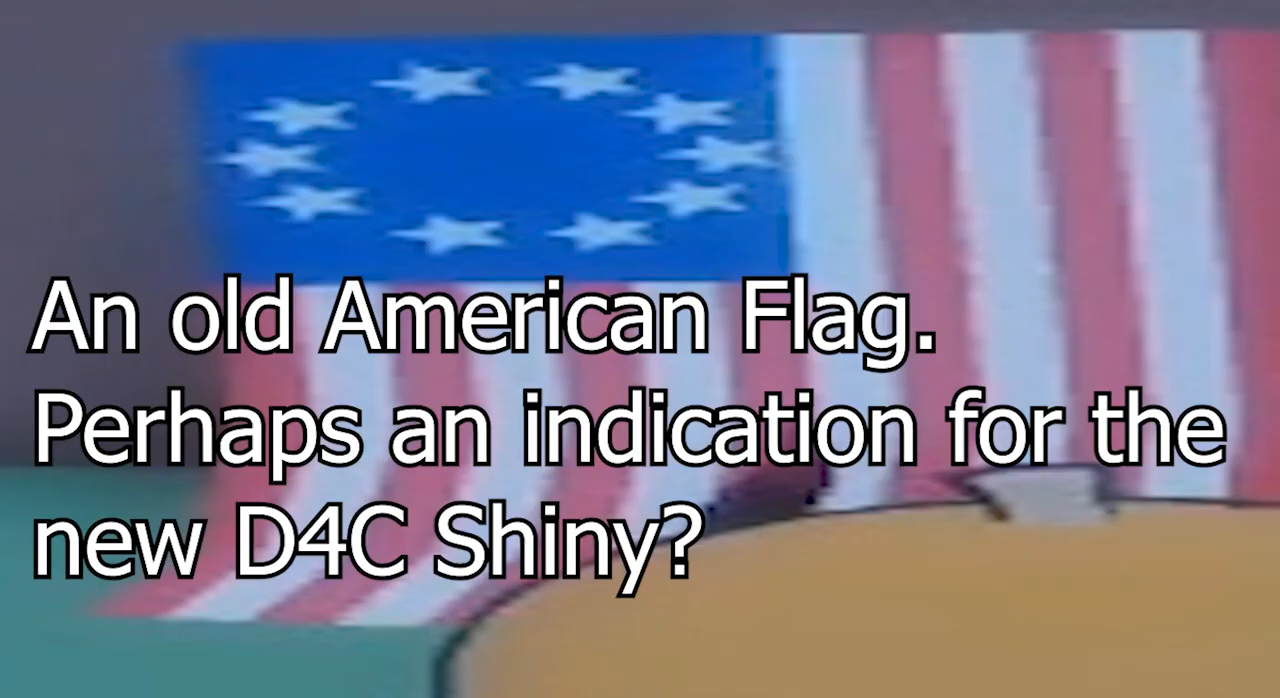 An old American Flag.
Perhaps an indication for the
new D4C Shiny?